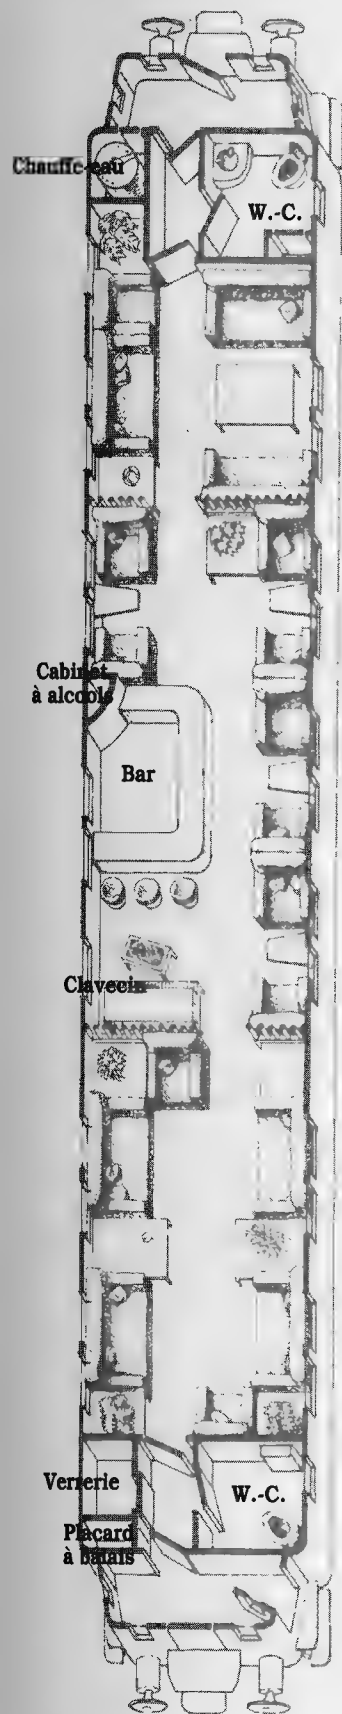 Chauffe-eau
W.-C.
Cabinet
à alcools
Bar
Clavecin
Verrerie
W.-C.
Placard
à balais